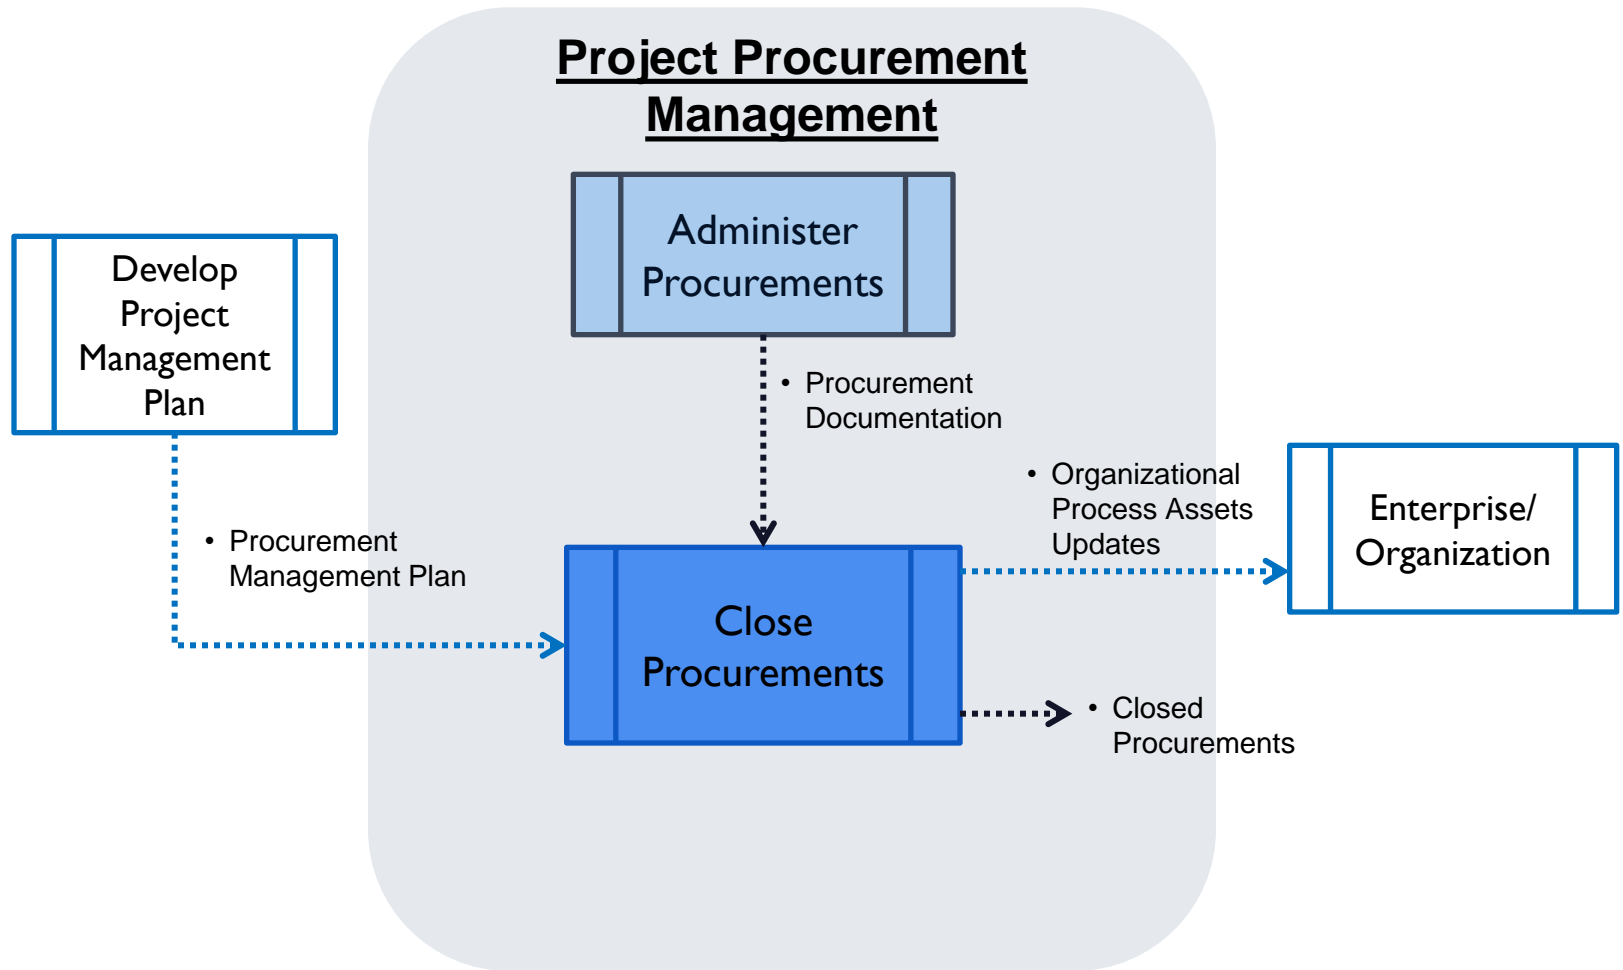 Project Procurement
Management
Administer
Procurements
Develop
Project
Management
Plan
• Procurement
Documentation
• Organizational
Process Assets
Updates
Enterprise/
Organization
• Procurement
Management Plan
Close
Procurements
• Closed
Procurements